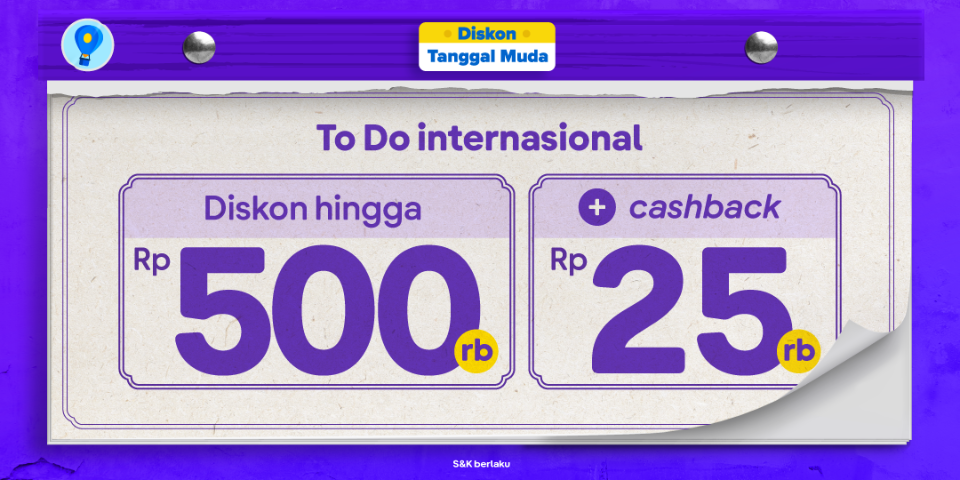 Diskon
Tanggal Muda
To Do internasional
Diskon hingga
Rp 500 rb
+ cashback
Rp 25 rb
S&K berlaku